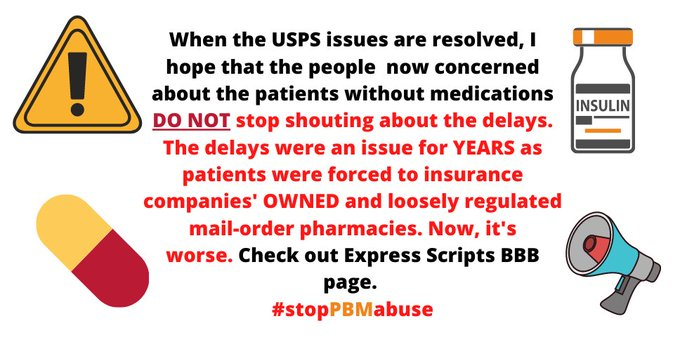 When the USPS issues are resolved, I
hope that the people now concerned
about the patients without medications
DO NOT stop shouting about the delays.
The delays were an issue for YEARS as
patients were forced to insurance
companies' OWNED and loosely regulated
mail-order pharmacies. Now, it's
worse. Check out Express Scripts BBB
page.
#stopPBMabuse
INSULIN